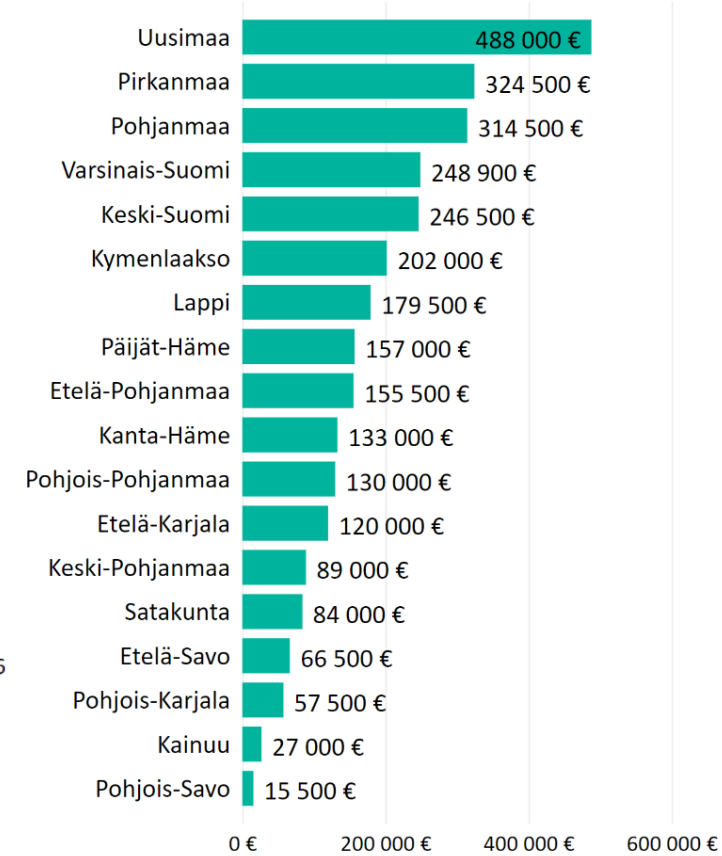 Uusimaa 488 000 €
Pirkanmaa 324 500 €
Pohjanmaa 314 500 €
Varsinais-Suomi 248 900 €
Keski-Suomi 246 500 €
Kymenlaakso 202 000 €
Lappi 179 500 €
Päijät-Häme 157 000 €
Etelä-Pohjanmaa 155 500 €
Kanta-Häme 133 000 €
Pohjois-Pohjanmaa 130 000 €
Etelä-Karjala 120 000 €
Keski-Pohjanmaa 89 000 €
Satakunta 84 000 €
Etelä-Savo 66 500 €
Pohjois-Karjala 57 500 €
Kainuu 27 000 €
Pohjois-Savo 15 500 €
0 € 200 000 € 400 000 € 600 000 €